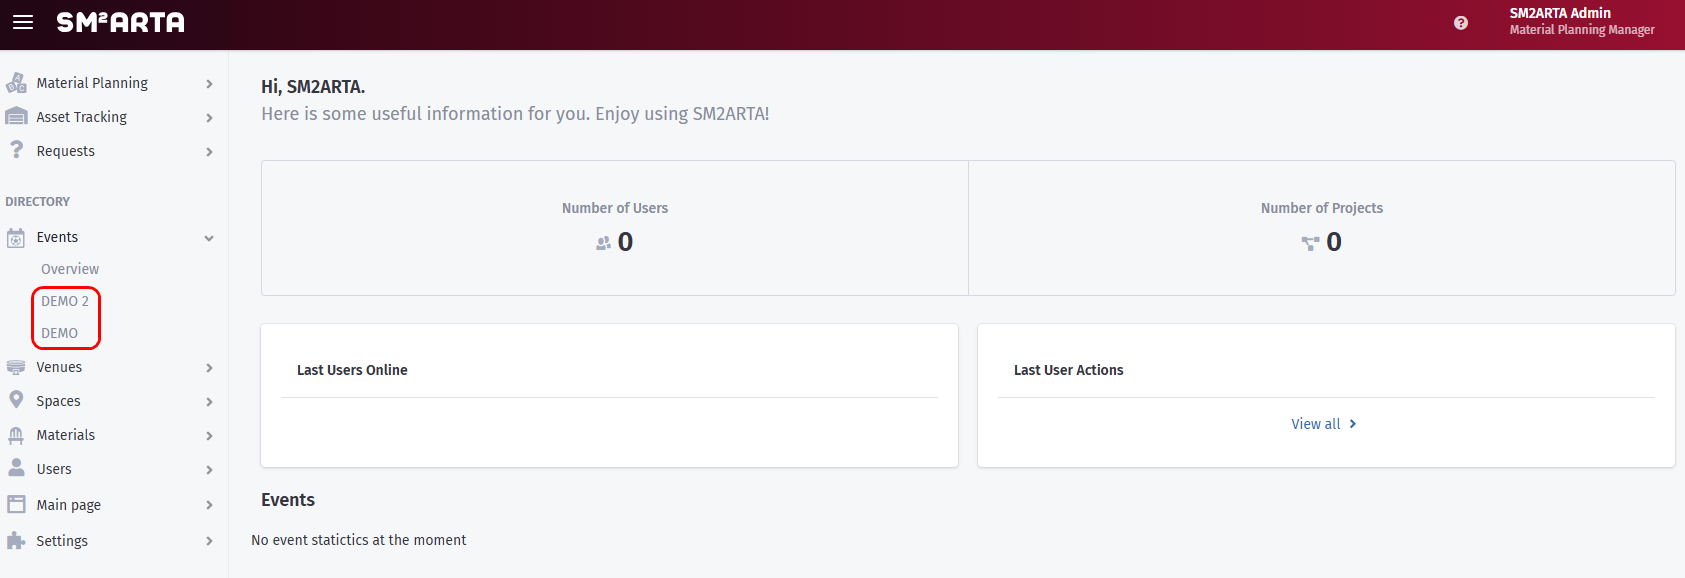 SM²ARTA
SM2ARTA Admin
Material Planning Manager
Material Planning
Asset Tracking
Requests
DIRECTORY
Events
Overview
DEMO 2
DEMO
Venues
Spaces
Materials
Users
Main page
Settings
Hi, SM2ARTA.
Here is some useful information for you. Enjoy using SM2ARTA!
Number of Users
0
Number of Projects
0
Last Users Online
Last User Actions
View all
Events
No event statictics at the moment